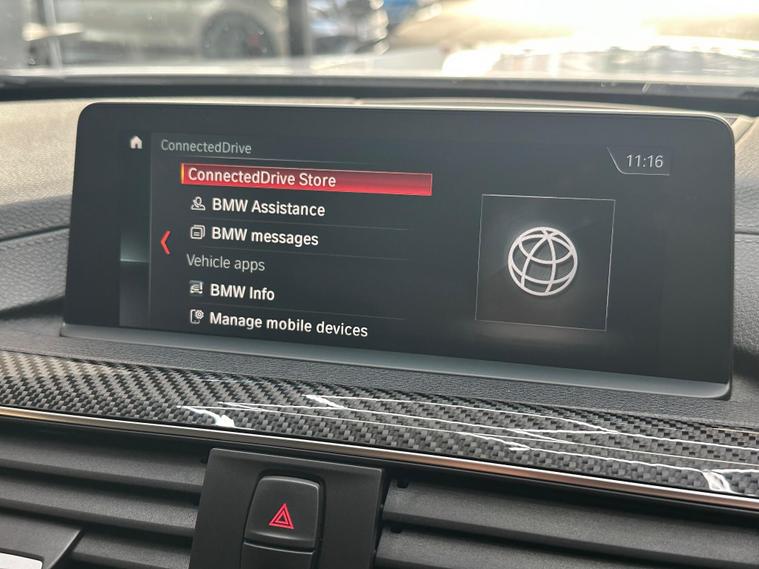 ConnectedDrive
11:16
ConnectedDrive Store
BMW Assistance
BMW messages
Vehicle apps
BMW Info
Manage mobile devices